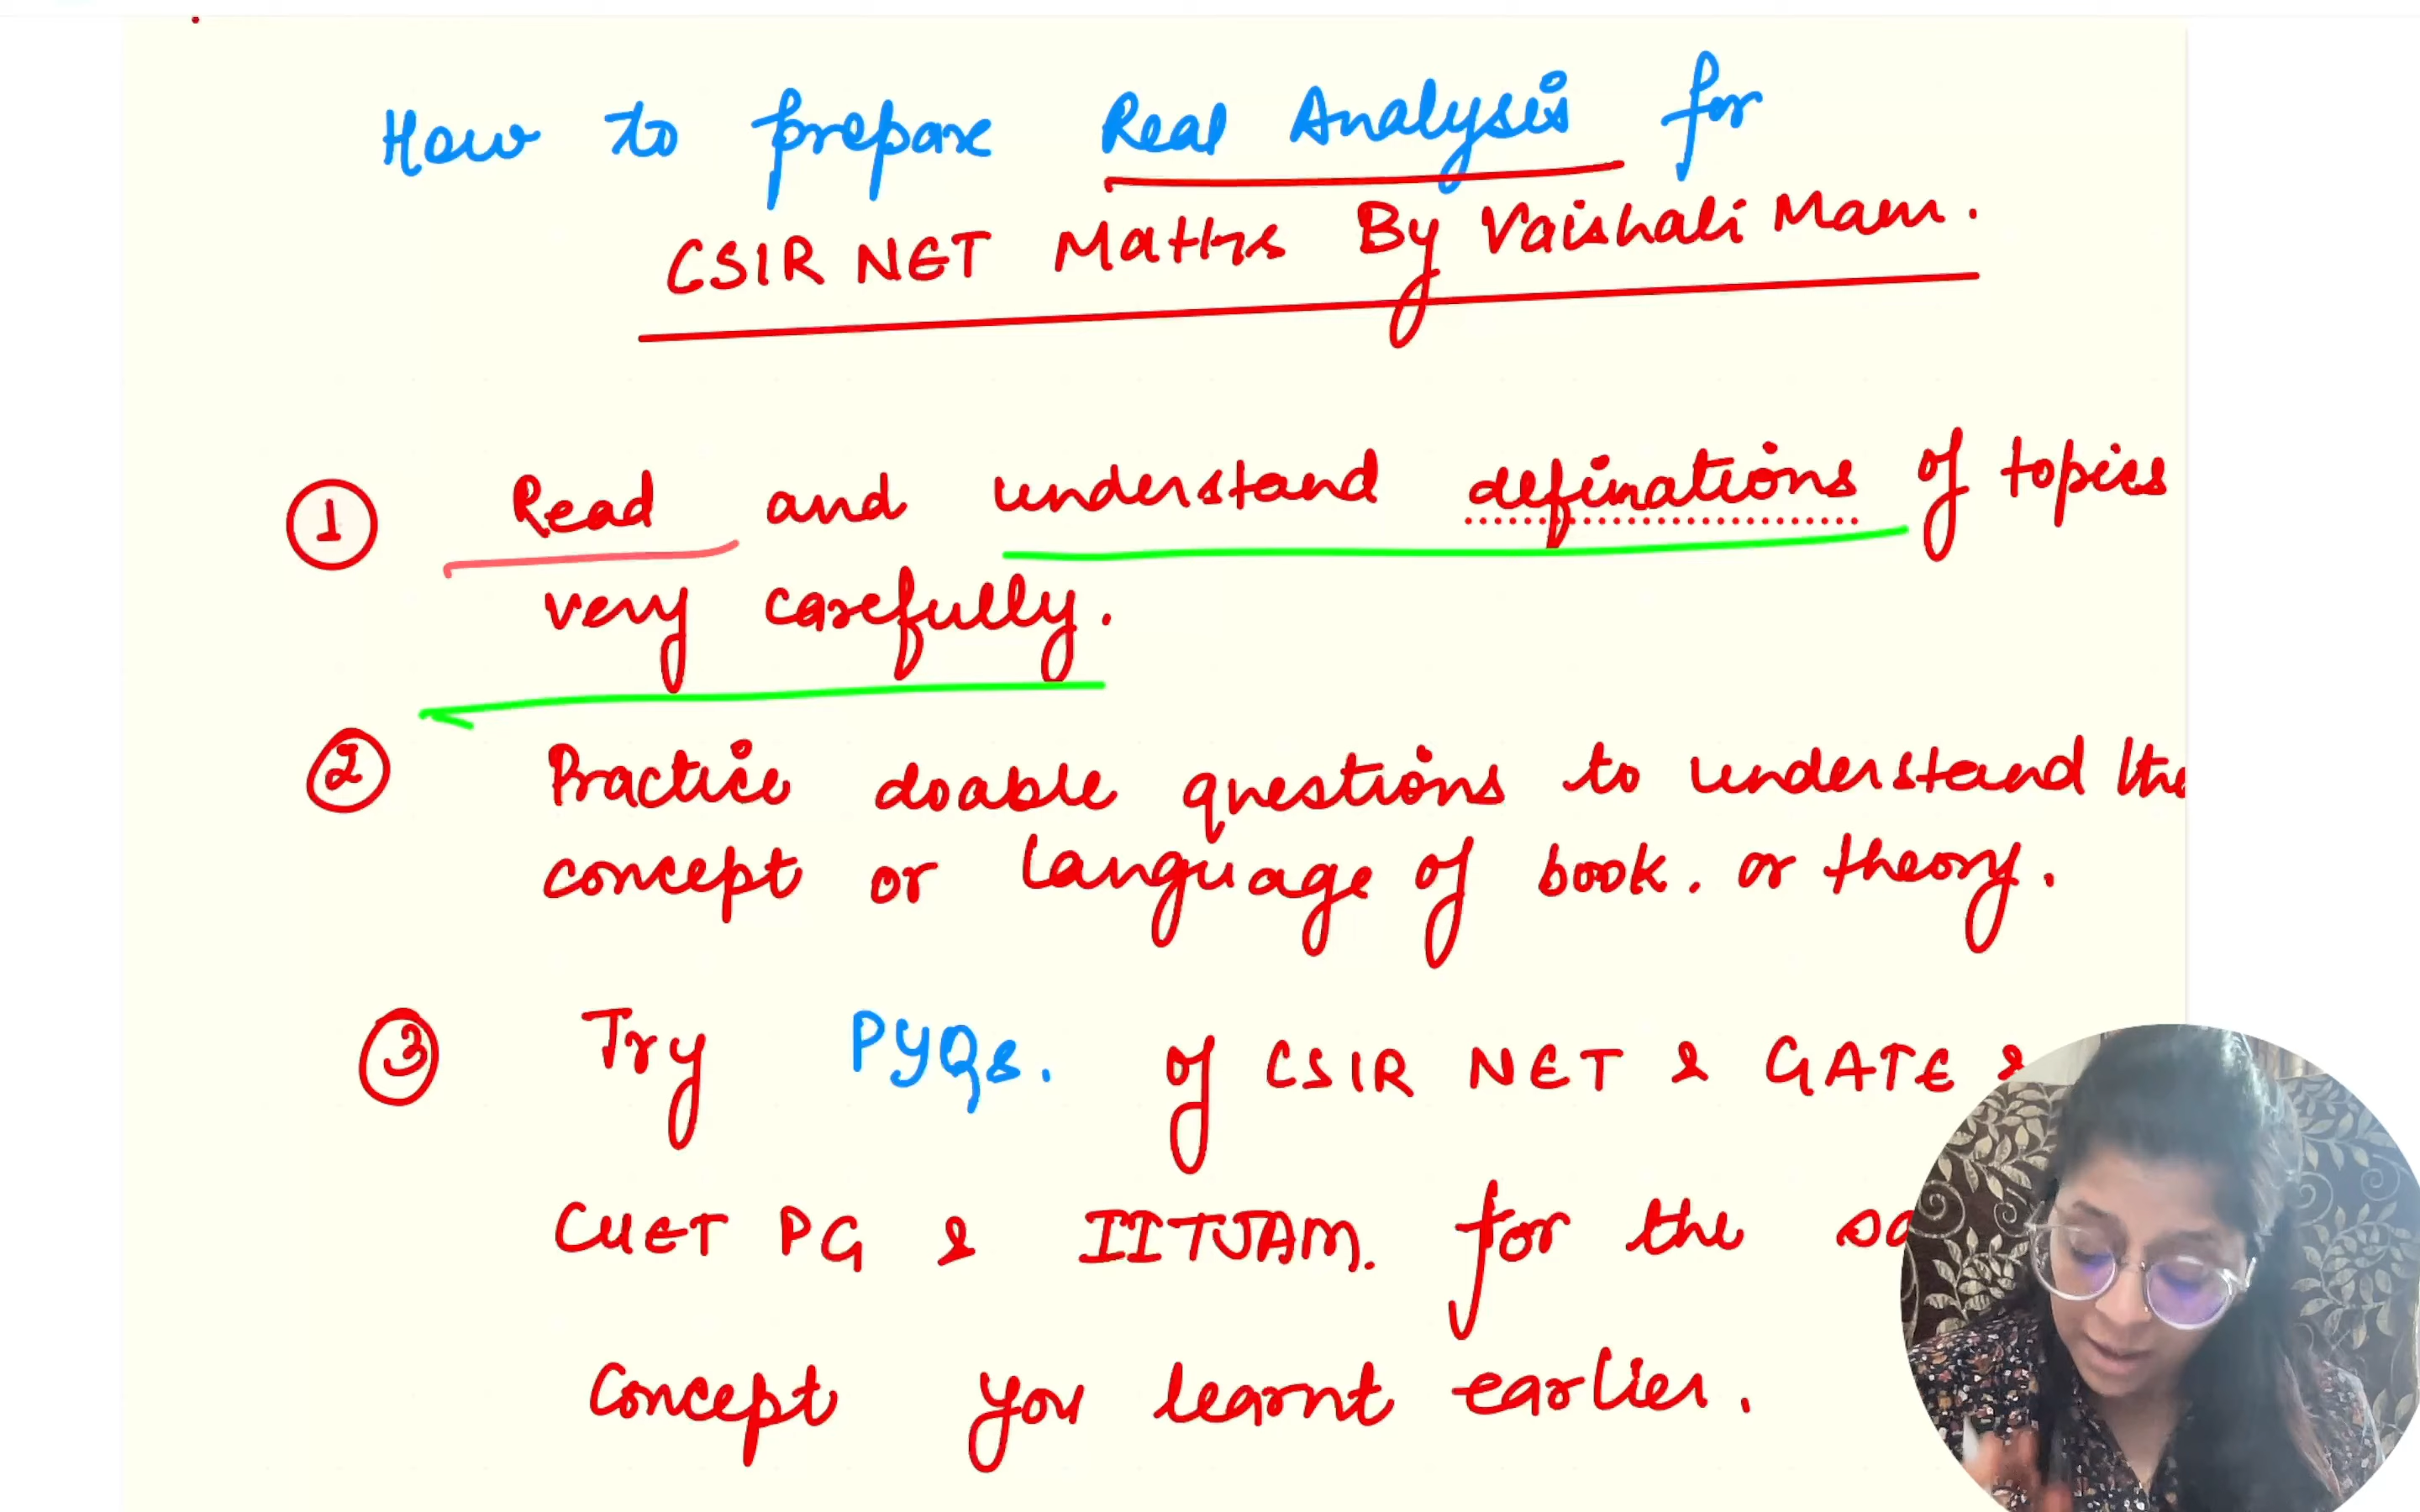 How to prepare Real Analysis for
CSIR NET Maths By Vaishali Mam.
1 Read and understand definations of topics
very carefully.
2 Practice doable questions to understand the
concept or language of book. or theory.
3 Try PYQs. of CSIR NET & GATE &
CUET PG & IITJAM. for the
concept you learnt earlier.